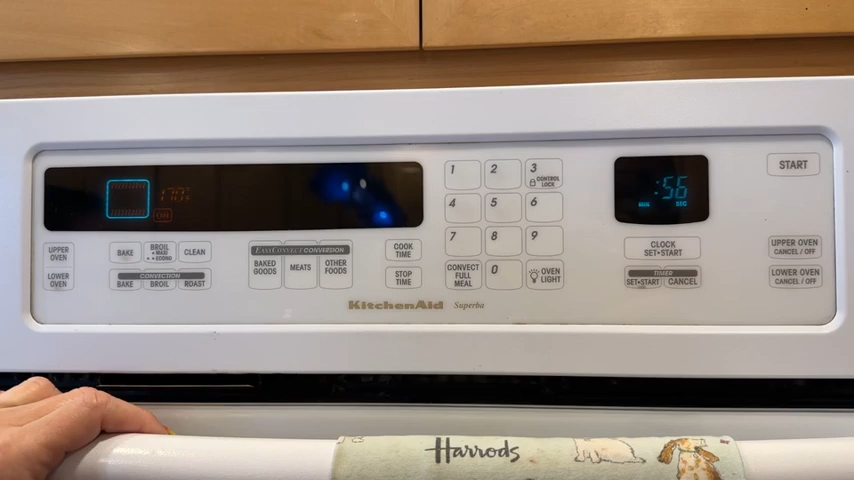 170°
:56
MIN
SEC
UPPER
OVEN
LOWER
OVEN
BAKE
BROIL
CLEAN
CONVECTION
BAKE
BROIL
ROAST
EASYCONVECT CONVERSION
BAKED
GOODS
MEATS
OTHER
FOODS
COOK
TIME
STOP
TIME
1
2
3
CONTROL
LOCK
4
5
6
7
8
9
CONVECT
FULL
MEAL
0
OVEN
LIGHT
CLOCK
SET•START
TIMER
SET•START
CANCEL
START
UPPER OVEN
CANCEL / OFF
LOWER OVEN
CANCEL / OFF
KitchenAid Superba
Harrods